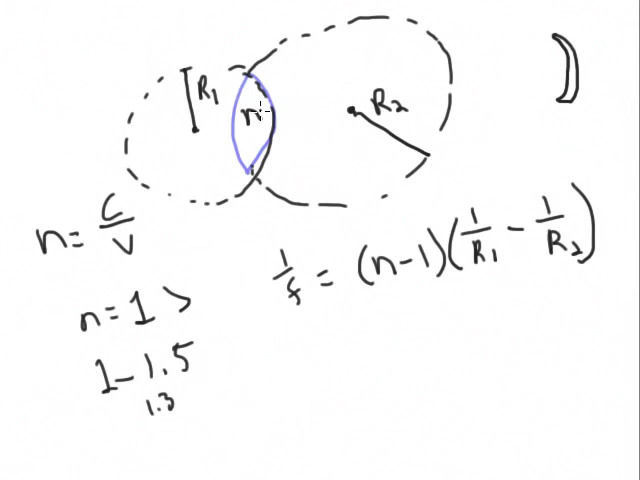 R₁
n
R₂
n = c/v
1/f = (n-1)(1/R₁ - 1/R₂)
n = 1 >
1-1.5
1.3